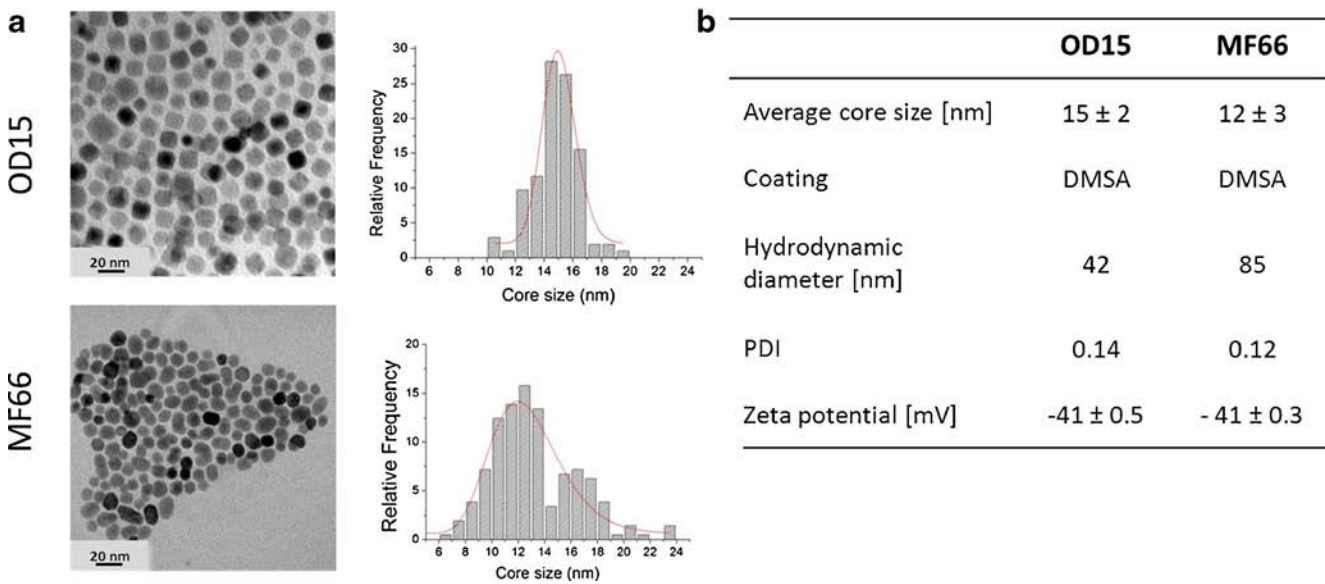 a
OD15
20 nm
Relative Frequency
30
25
20
15
10
5
0
6 8 10 12 14 16 18 20 22 24
Core size (nm)
MF66
20 nm
Relative Frequency
20
15
10
5
0
6 8 10 12 14 16 18 20 22 24
Core size (nm)
b
OD15 MF66
Average core size [nm] 15 ± 2 12 ± 3
Coating DMSA DMSA
Hydrodynamic
diameter [nm] 42 85
PDI 0.14 0.12
Zeta potential [mV] -41 ± 0.5 - 41 ± 0.3